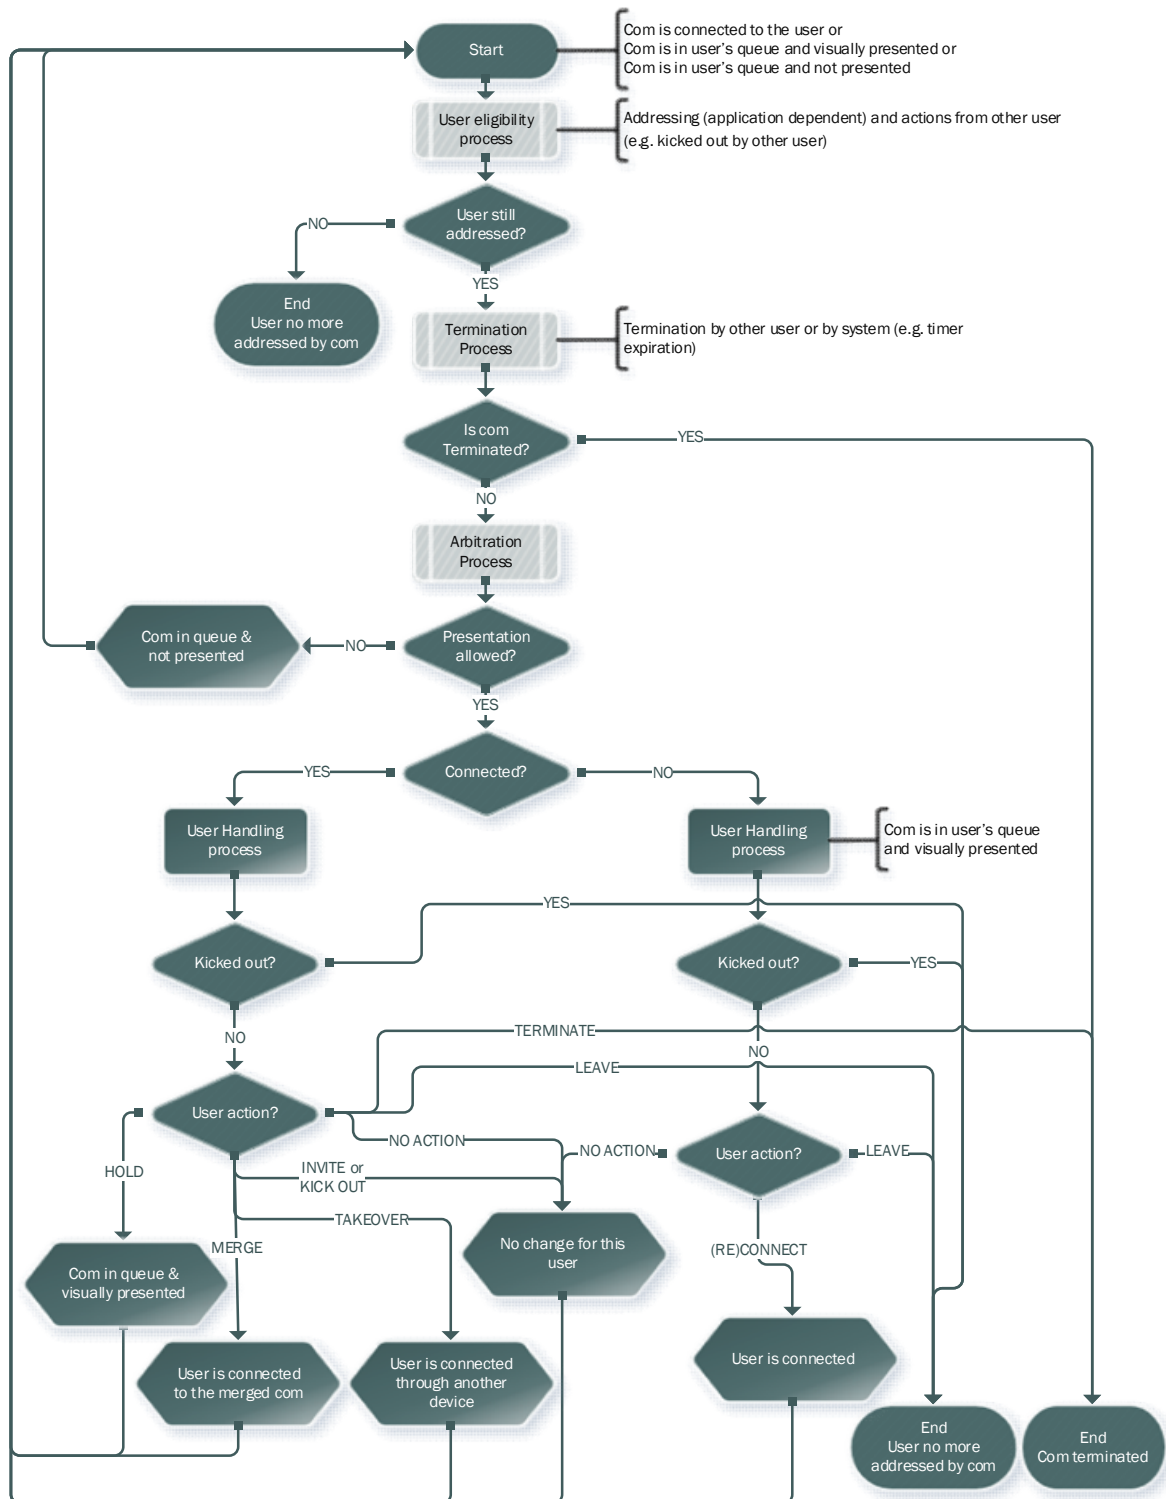 Start
Com is connected to the user or
Com is in user's queue and visually presented or
Com is in user's queue and not presented
User eligibility
process
Addressing (application dependent) and actions from other user
(e.g. kicked out by other user)
User still
addressed?
NO
YES
End
User no more
addressed by com
Termination
Process
Termination by other user or by system (e.g. timer
expiration)
Is com
Terminated?
YES
NO
Arbitration
Process
Com in queue &
not presented
NO
Presentation
allowed?
YES
Connected?
YES
NO
User Handling
process
User Handling
process
Com is in user's queue
and visually presented
YES
Kicked out?
Kicked out?
YES
NO
TERMINATE
NO
LEAVE
User action?
NO ACTION
NO ACTION
User action?
LEAVE
HOLD
INVITE or
KICK OUT
TAKEOVER
MERGE
No change for this
user
(RE)CONNECT
Com in queue &
visually presented
User is connected
to the merged com
User is connected
through another
device
User is connected
End
User no more
addressed by com
End
Com terminated